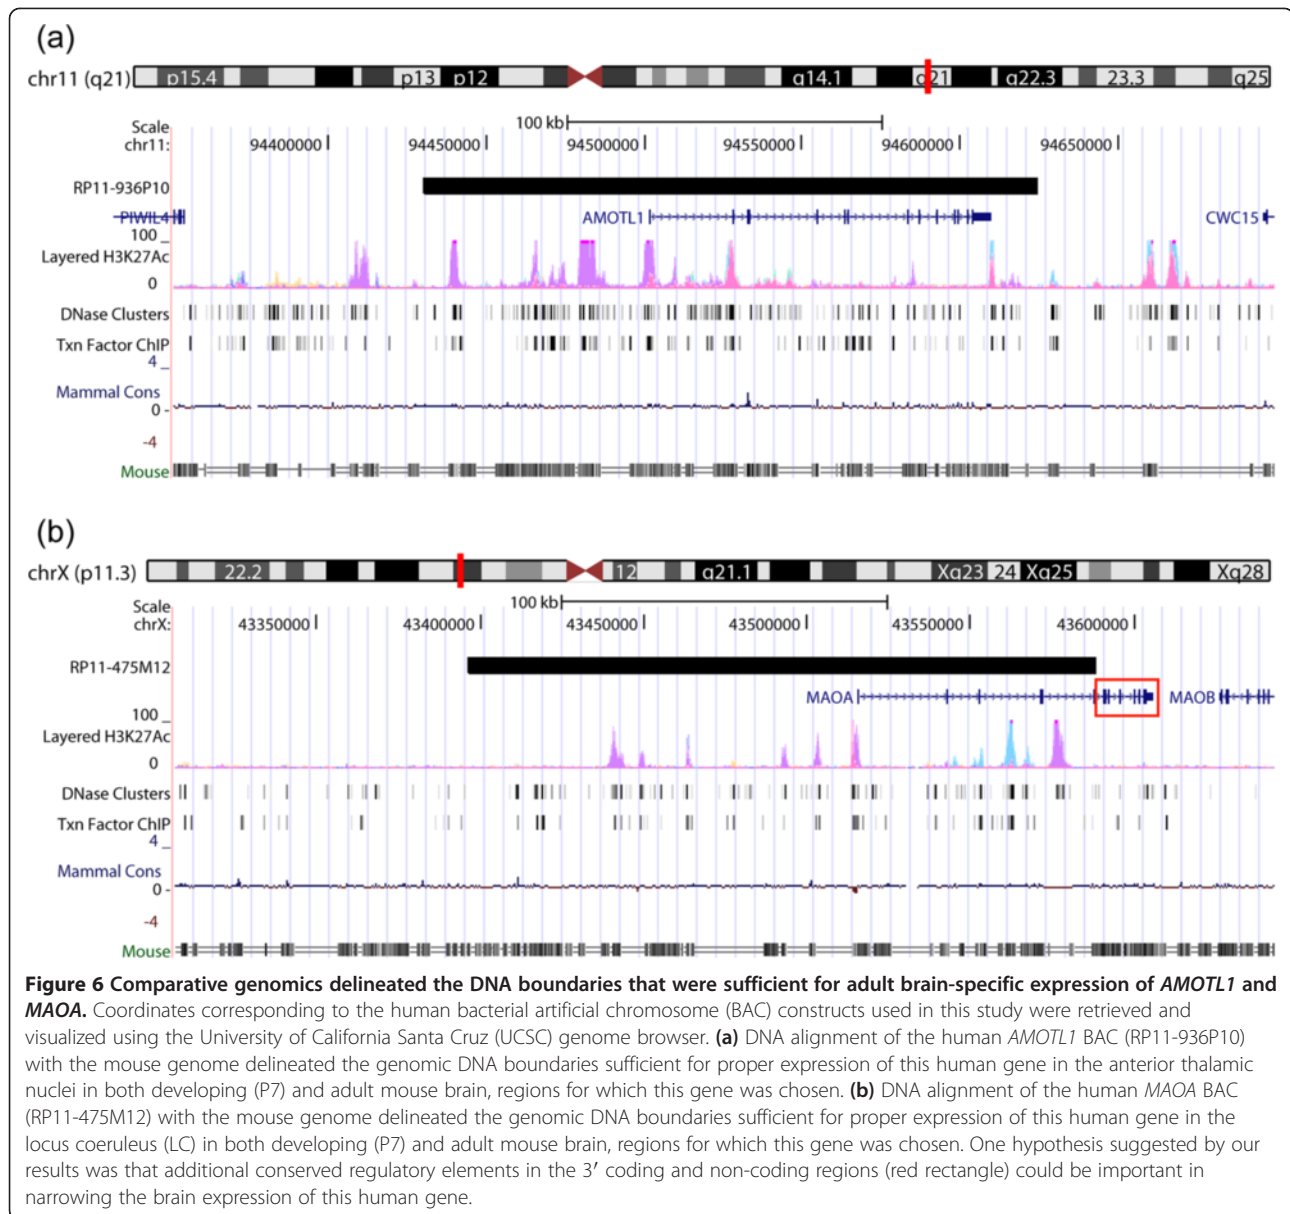 (a)
chr11 (q21) p15.4 p13 p12 q14.1 q21 q22.3 23.3 q25
Scale 100 kb
chr11: 94400000 94450000 94500000 94550000 94600000 94650000
RP11-936P10
PIWIL4 AMOTL1 CWC15
100
Layered H3K27Ac
0
DNase Clusters
Txn Factor ChIP
4
Mammal Cons
0
-4
Mouse
(b)
chrX (p11.3) 22.2 12 q21.1 Xq23 24 Xq25 Xq28
Scale 100 kb
chrX: 43350000 43400000 43450000 43500000 43550000 43600000
RP11-475M12
MAOA MAOB
100
Layered H3K27Ac
0
DNase Clusters
Txn Factor ChIP
4
Mammal Cons
0
-4
Mouse
Figure 6 Comparative genomics delineated the DNA boundaries that were sufficient for adult brain-specific expression of AMOTL1 and
MAOA. Coordinates corresponding to the human bacterial artificial chromosome (BAC) constructs used in this study were retrieved and
visualized using the University of California Santa Cruz (UCSC) genome browser. (a) DNA alignment of the human AMOTL1 BAC (RP11-936P10)
with the mouse genome delineated the genomic DNA boundaries sufficient for proper expression of this human gene in the anterior thalamic
nuclei in both developing (P7) and adult mouse brain, regions for which this gene was chosen. (b) DNA alignment of the human MAOA BAC
(RP11-475M12) with the mouse genome delineated the genomic DNA boundaries sufficient for proper expression of this human gene in the
locus coeruleus (LC) in both developing (P7) and adult mouse brain, regions for which this gene was chosen. One hypothesis suggested by our
results was that additional conserved regulatory elements in the 3′ coding and non-coding regions (red rectangle) could be important in
narrowing the brain expression of this human gene.